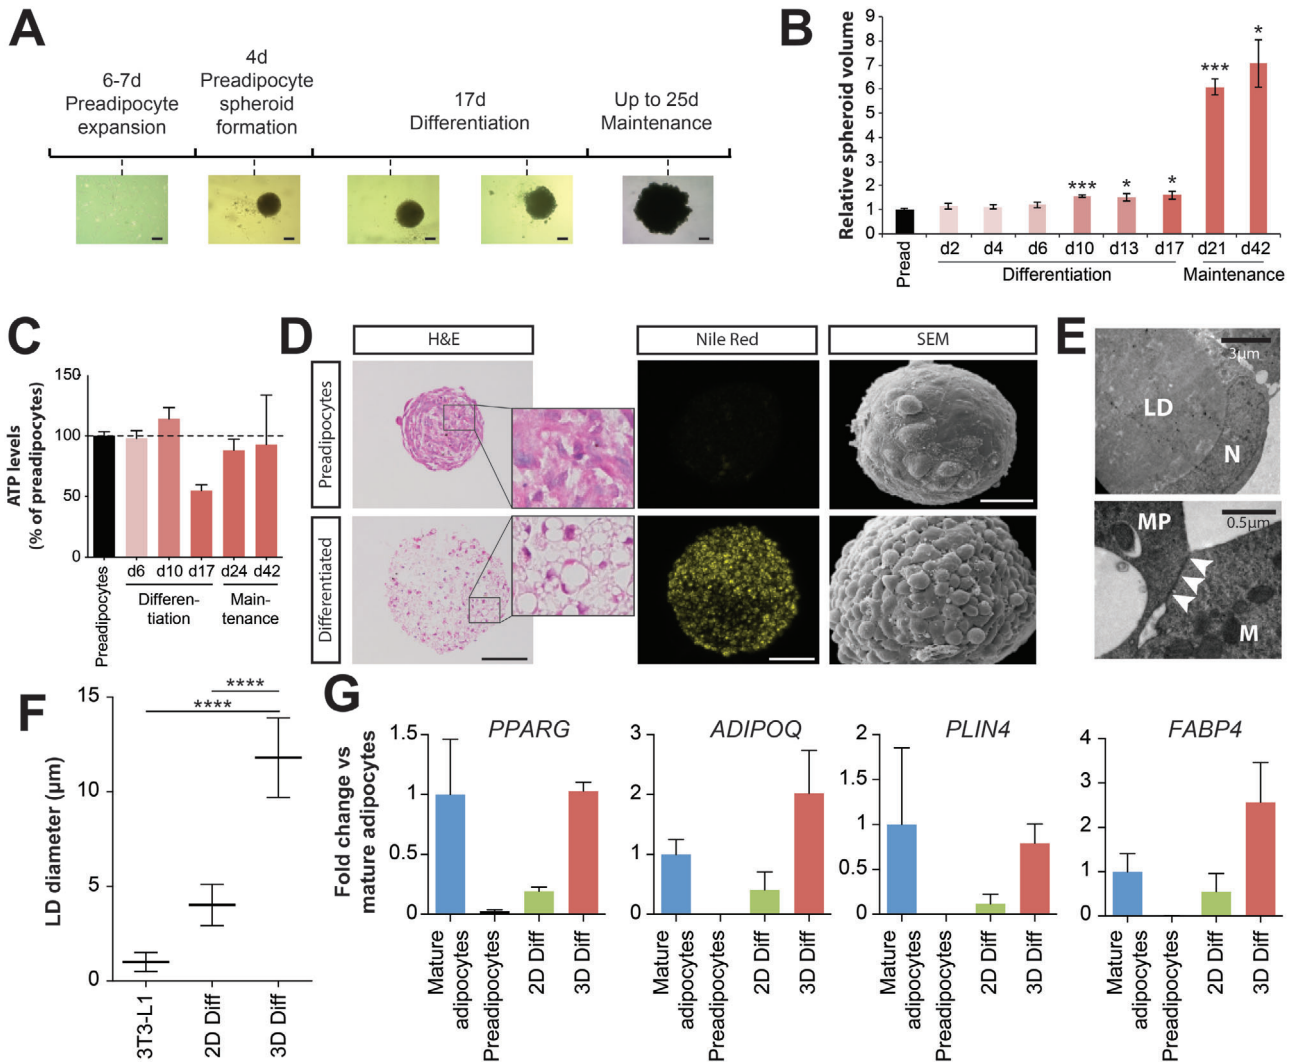 A
6-7d
Preadipocyte
expansion
4d
Preadipocyte
spheroid
formation
17d
Differentiation
Up to 25d
Maintenance
B
Relative spheroid volume
9
8
7
6
5
4
3
2
1
0
***
*
*
***
*
Pread
d2
d4
d6
d10
d13
d17
d21
d42
Differentiation
Maintenance
C
ATP levels
(% of preadipocytes)
150
100
50
0
Preadipocytes
d6
d10
d17
d24
d42
Differen-
tiation
Main-
tenance
D
H&E
Nile Red
SEM
Preadipocytes
Differentiated
E
3µm
LD
N
MP
0.5µm
M
F
LD diameter (µm)
15
10
5
0
****
****
3T3-L1
2D Diff
3D Diff
G
Fold change vs
mature adipocytes
PPARG
1.5
1
0.5
0
Mature
adipocytes
Preadipocytes
2D Diff
3D Diff
ADIPOQ
3
2
1
0
Mature
adipocytes
Preadipocytes
2D Diff
3D Diff
PLIN4
2
1.5
1
0.5
0
Mature
adipocytes
Preadipocytes
2D Diff
3D Diff
FABP4
4
3
2
1
0
Mature
adipocytes
Preadipocytes
2D Diff
3D Diff